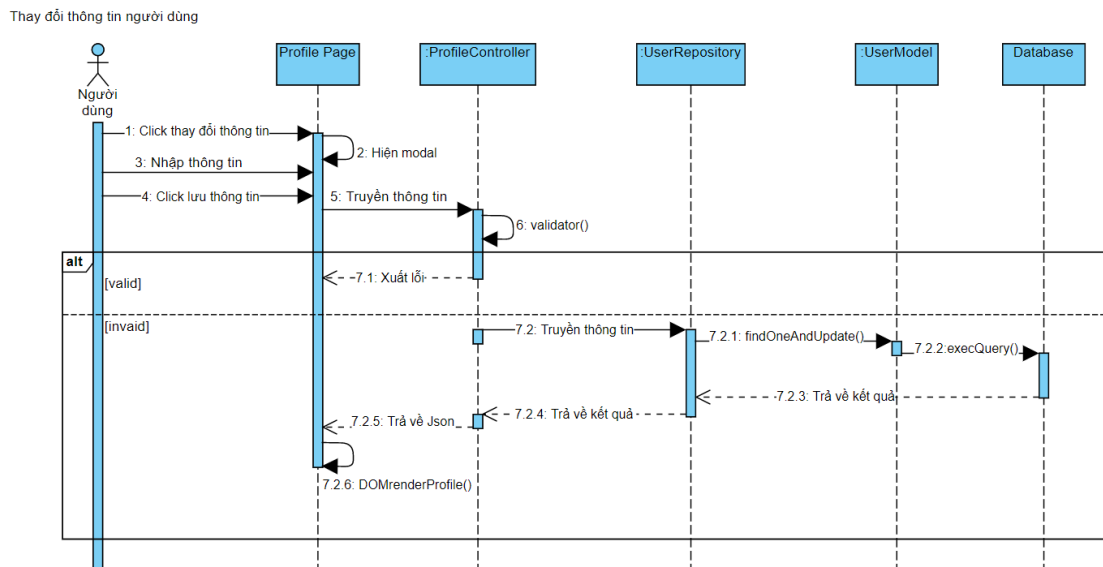 Thay đổi thông tin người dùng
Profile Page
:ProfileController
:UserRepository
:UserModel
Database
Người
dùng
1: Click thay đổi thông tin
2: Hiện modal
3: Nhập thông tin
4: Click lưu thông tin
5: Truyền thông tin
6: validator()
alt
7.1: Xuất lỗi
[valid]
[invaid]
7.2: Truyền thông tin
7.2.1: findOneAndUpdate()
7.2.2:execQuery()
7.2.3: Trả về kết quả
7.2.4: Trả về kết quả
7.2.5: Trả về Json
7.2.6: DOMrenderProfile()